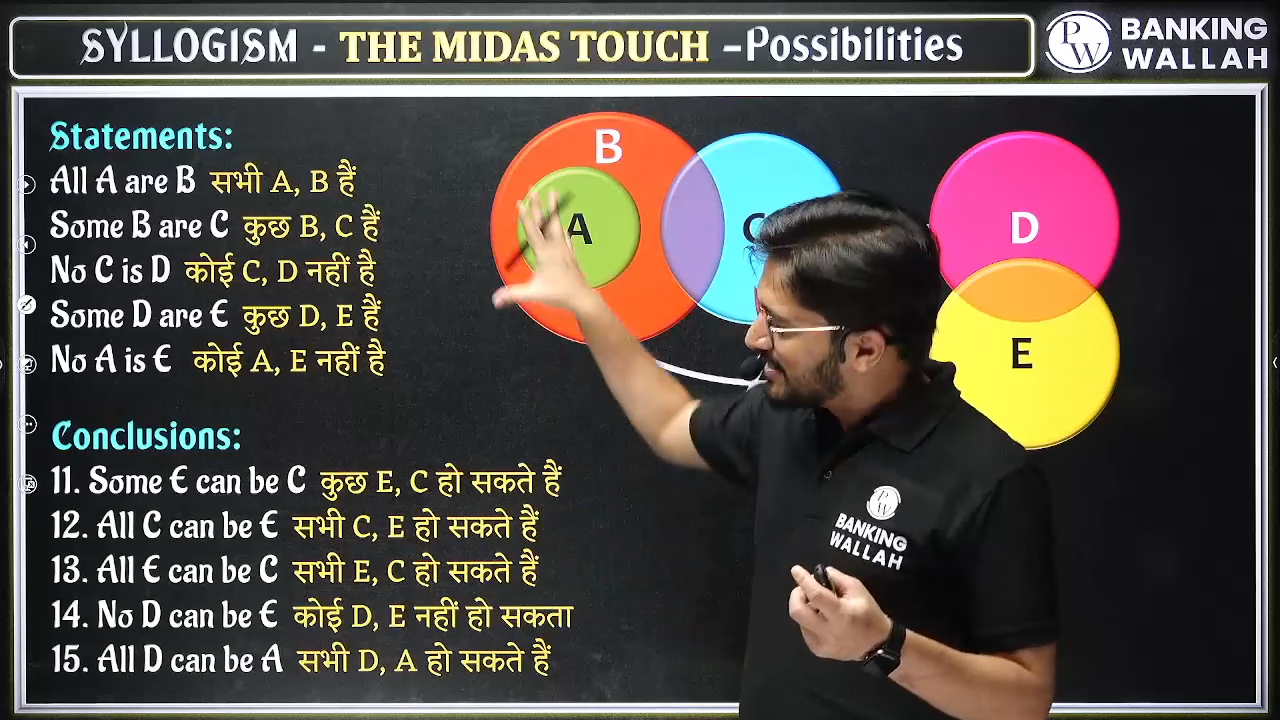 SYLLOGISM - THE MIDAS TOUCH -Possibilities
PW BANKING WALLAH
Statements:
All A are B सभी A, B हैं
Some B are C कुछ B, C हैं
No C is D कोई C, D नहीं है
Some D are E कुछ D, E हैं
No A is E कोई A, E नहीं है
Conclusions:
11. Some E can be C कुछ E, C हो सकते हैं
12. All C can be E सभी C, E हो सकते हैं
13. All E can be C सभी E, C हो सकते हैं
14. No D can be E कोई D, E नहीं हो सकता
15. All D can be A सभी D, A हो सकते हैं
B
A
C
D
E
PW
BANKING
WALLAH